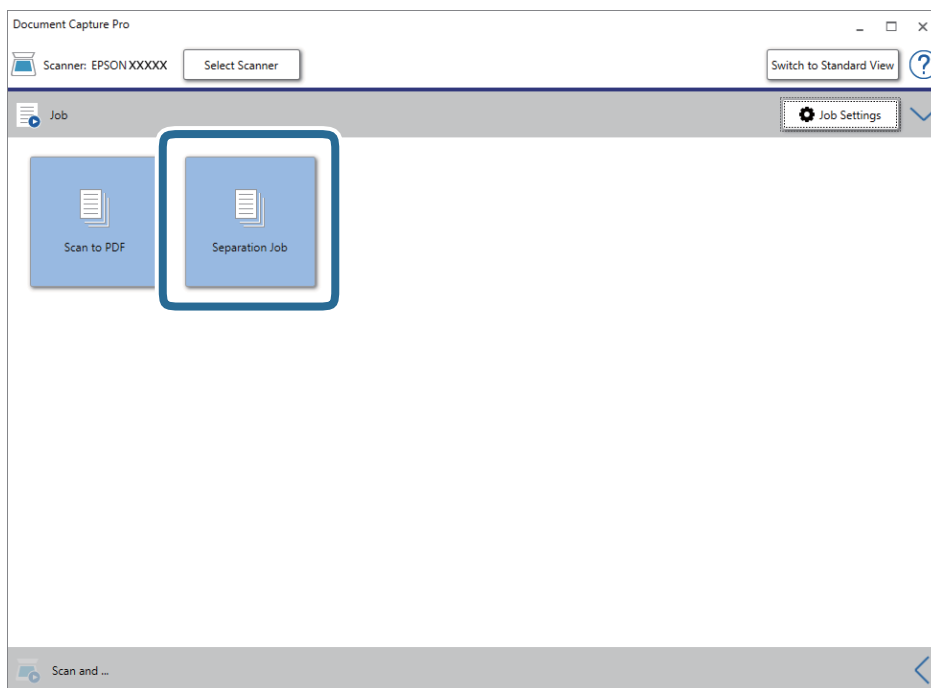 Document Capture Pro
Scanner: EPSON XXXXX
Select Scanner
Switch to Standard View
?
Job
Job Settings
Scan to PDF
Separation Job
Scan and ...